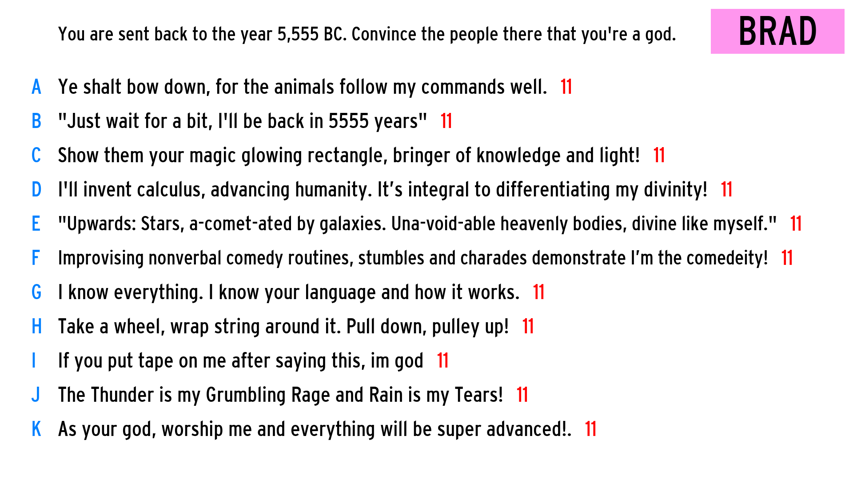 You are sent back to the year 5,555 BC. Convince the people there that you're a god.
BRAD
A Ye shalt bow down, for the animals follow my commands well. 11
B "Just wait for a bit, I'll be back in 5555 years" 11
C Show them your magic glowing rectangle, bringer of knowledge and light! 11
D I'll invent calculus, advancing humanity. It’s integral to differentiating my divinity! 11
E "Upwards: Stars, a-comet-ated by galaxies. Una-void-able heavenly bodies, divine like myself." 11
F Improvising nonverbal comedy routines, stumbles and charades demonstrate I’m the comedeity! 11
G I know everything. I know your language and how it works. 11
H Take a wheel, wrap string around it. Pull down, pulley up! 11
I If you put tape on me after saying this, im god 11
J The Thunder is my Grumbling Rage and Rain is my Tears! 11
K As your god, worship me and everything will be super advanced!. 11